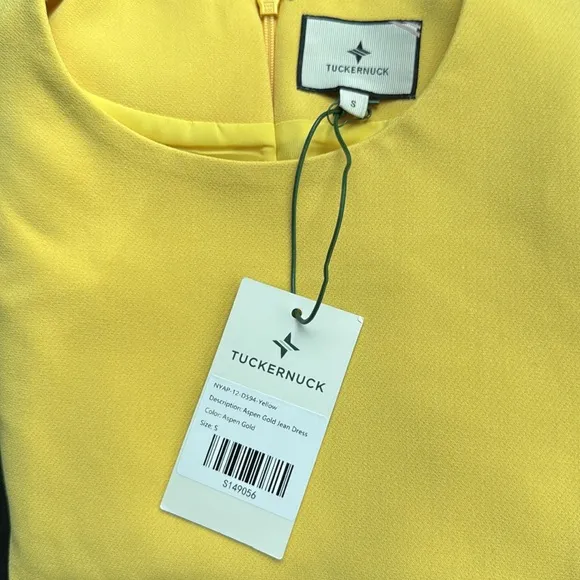 TUCKERNUCK
S
TUCKERNUCK
NYAP-12-D594-Yellow
Description: Aspen Gold Jean Dress
Color: Aspen Gold
Size: S
S149056